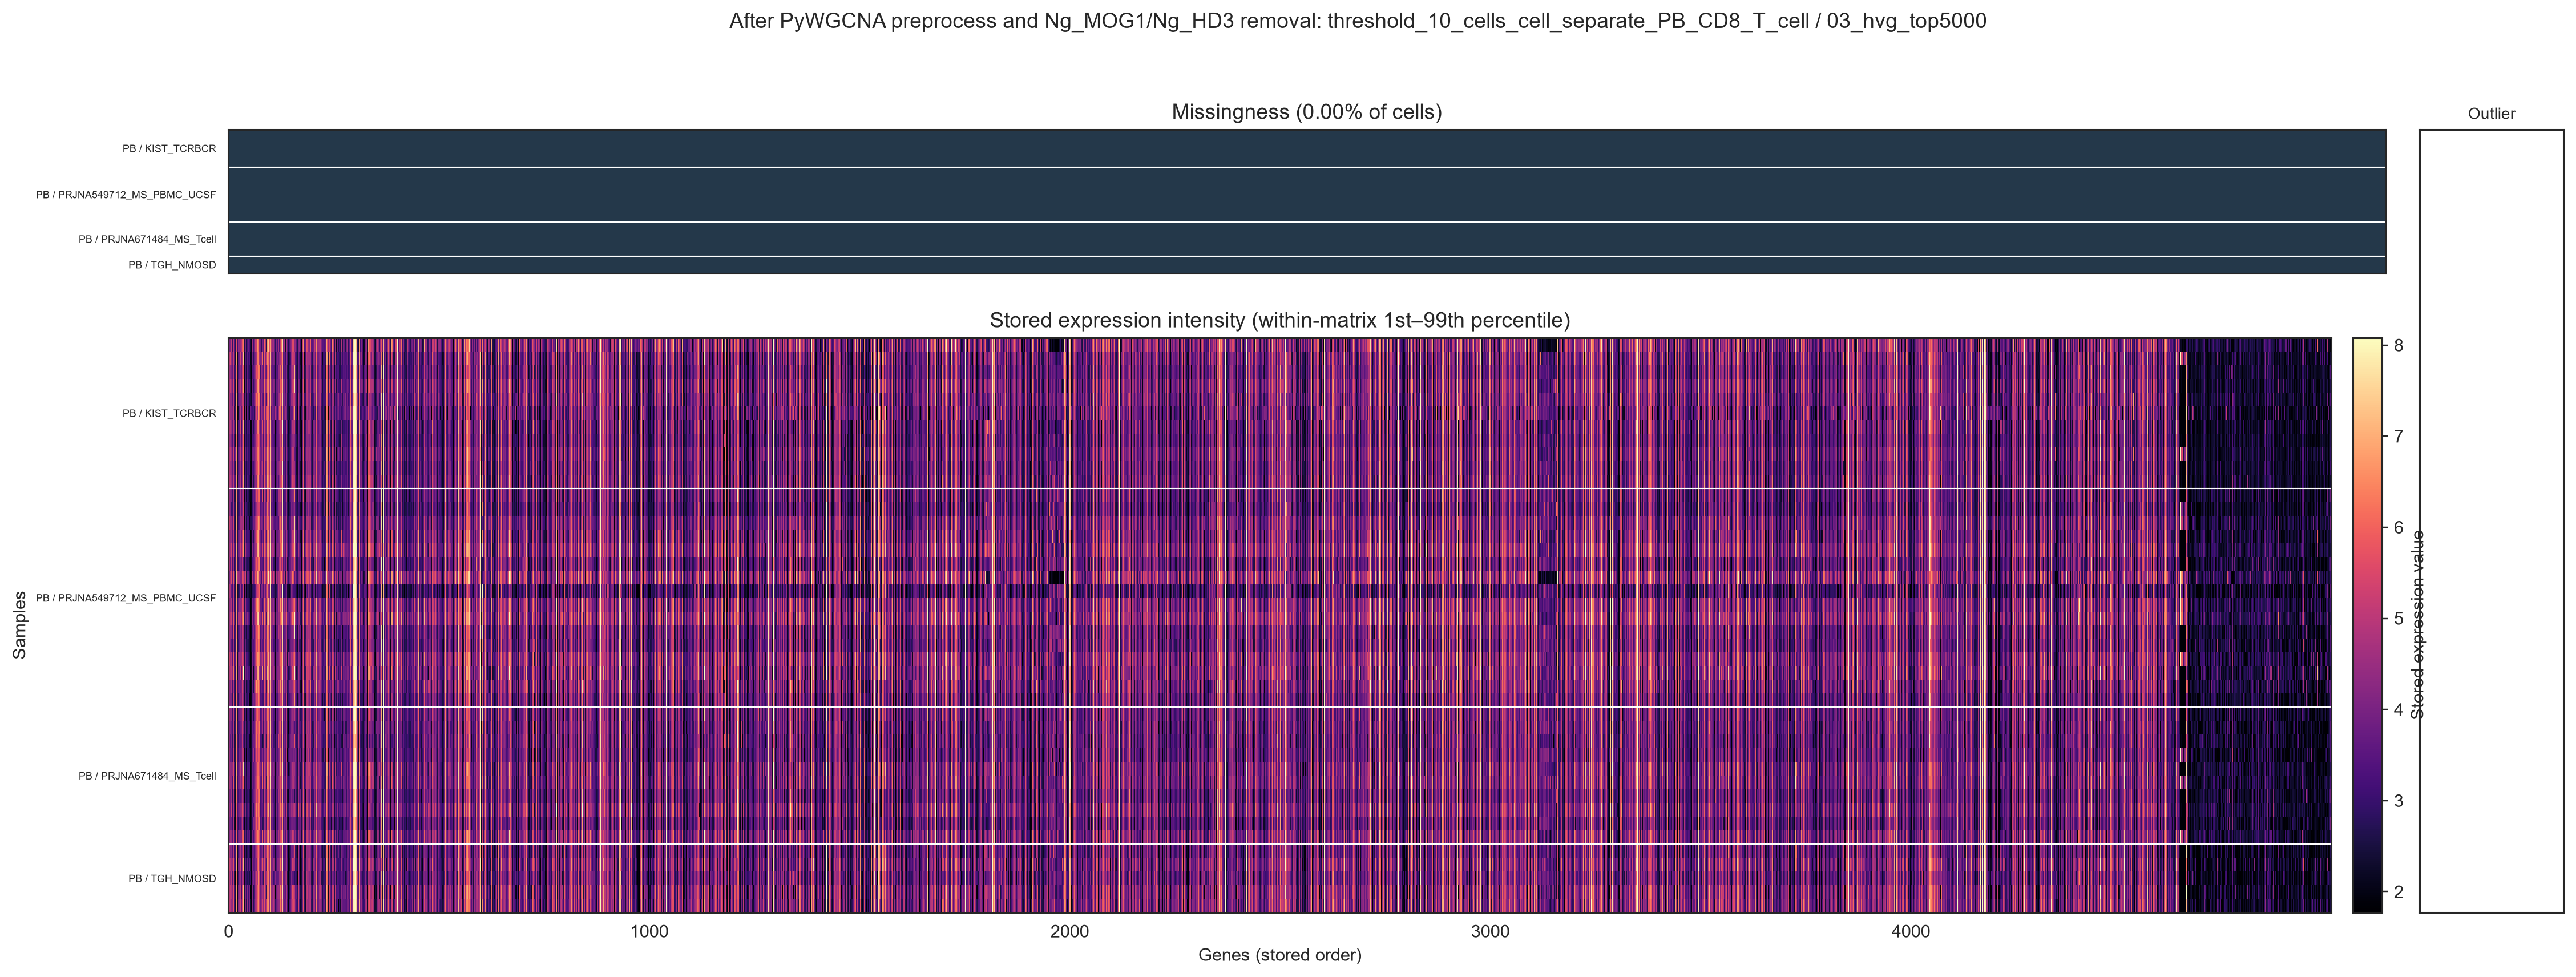 After PyWGCNA preprocess and Ng_MOG1/Ng_HD3 removal: threshold_10_cells_cell_separate_PB_CD8_T_cell / 03_hvg_top5000
Missingness (0.00% of cells)
Outlier
PB / KIST_TCRBCR
PB / PRJNA549712_MS_PBMC_UCSF
PB / PRJNA671484_MS_Tcell
PB / TGH_NMOSD
Stored expression intensity (within-matrix 1st–99th percentile)
Samples
PB / KIST_TCRBCR
PB / PRJNA549712_MS_PBMC_UCSF
PB / PRJNA671484_MS_Tcell
PB / TGH_NMOSD
8
7
6
5
4
3
2
Stored expression value
0 1000 2000 3000 4000
Genes (stored order)